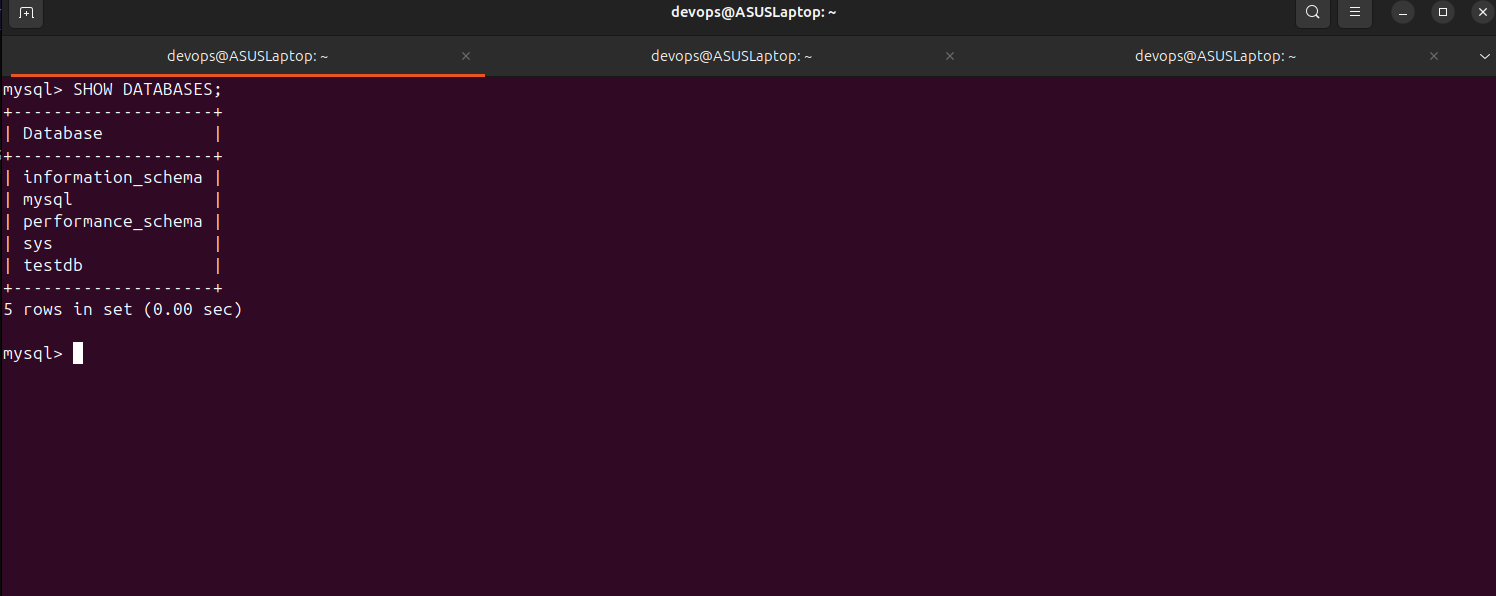 devops@ASUSLaptop: ~
devops@ASUSLaptop: ~
devops@ASUSLaptop: ~
devops@ASUSLaptop: ~
mysql> SHOW DATABASES;
+--------------------+
| Database           |
+--------------------+
| information_schema |
| mysql              |
| performance_schema |
| sys                |
| testdb             |
+--------------------+
5 rows in set (0.00 sec)
mysql>